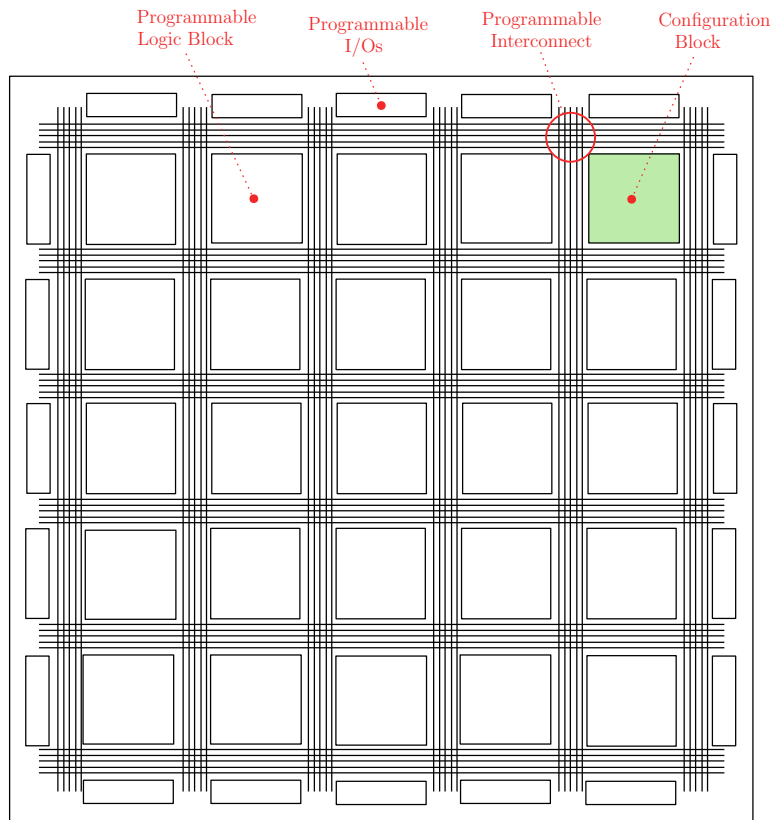 Programmable
Logic Block
Programmable
I/Os
Programmable
Interconnect
Configuration
Block